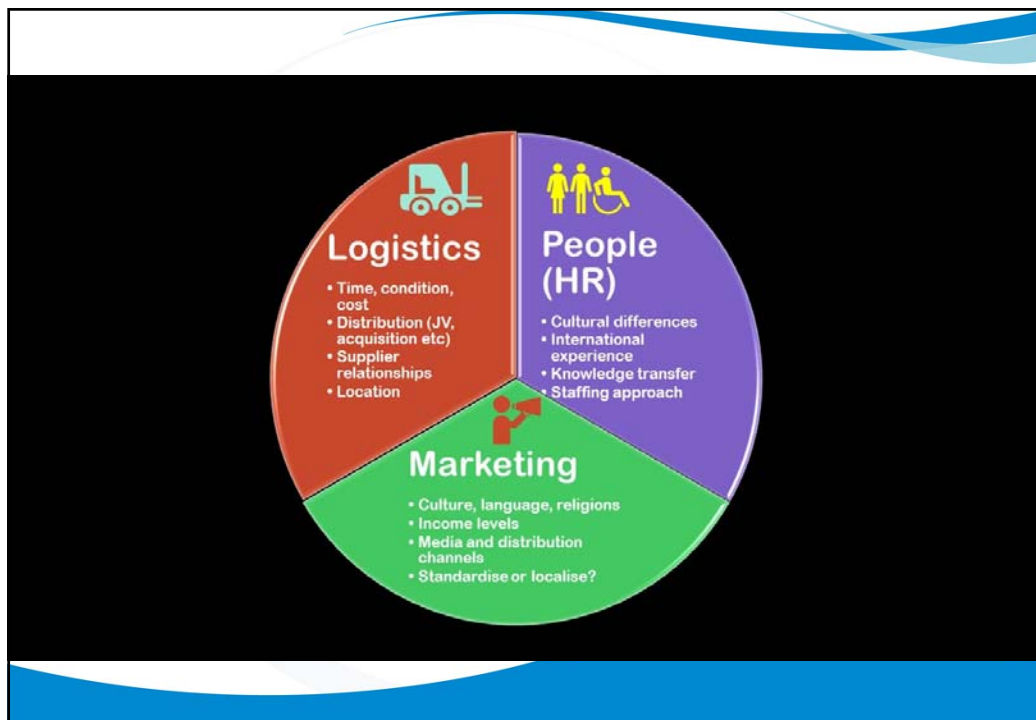 Logistics
• Time, condition,
cost
• Distribution (JV,
acquisition etc)
• Supplier
relationships
• Location
People
(HR)
• Cultural differences
• International
experience
• Knowledge transfer
• Staffing approach
Marketing
• Culture, language, religions
• Income levels
• Media and distribution
channels
• Standardise or localise?